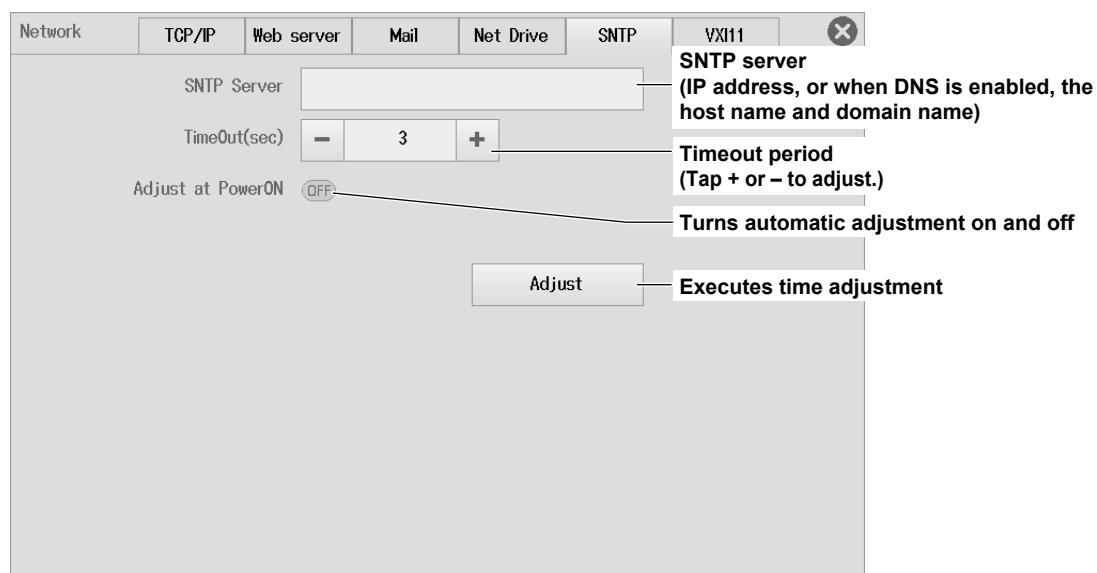 Network
TCP/IP
Web server
Mail
Net Drive
SNTP
VXI11
SNTP Server
SNTP server
(IP address, or when DNS is enabled, the
host name and domain name)
TimeOut(sec)
− 3 +
Timeout period
(Tap + or – to adjust.)
Adjust at PowerON
OFF
Turns automatic adjustment on and off
Adjust
Executes time adjustment